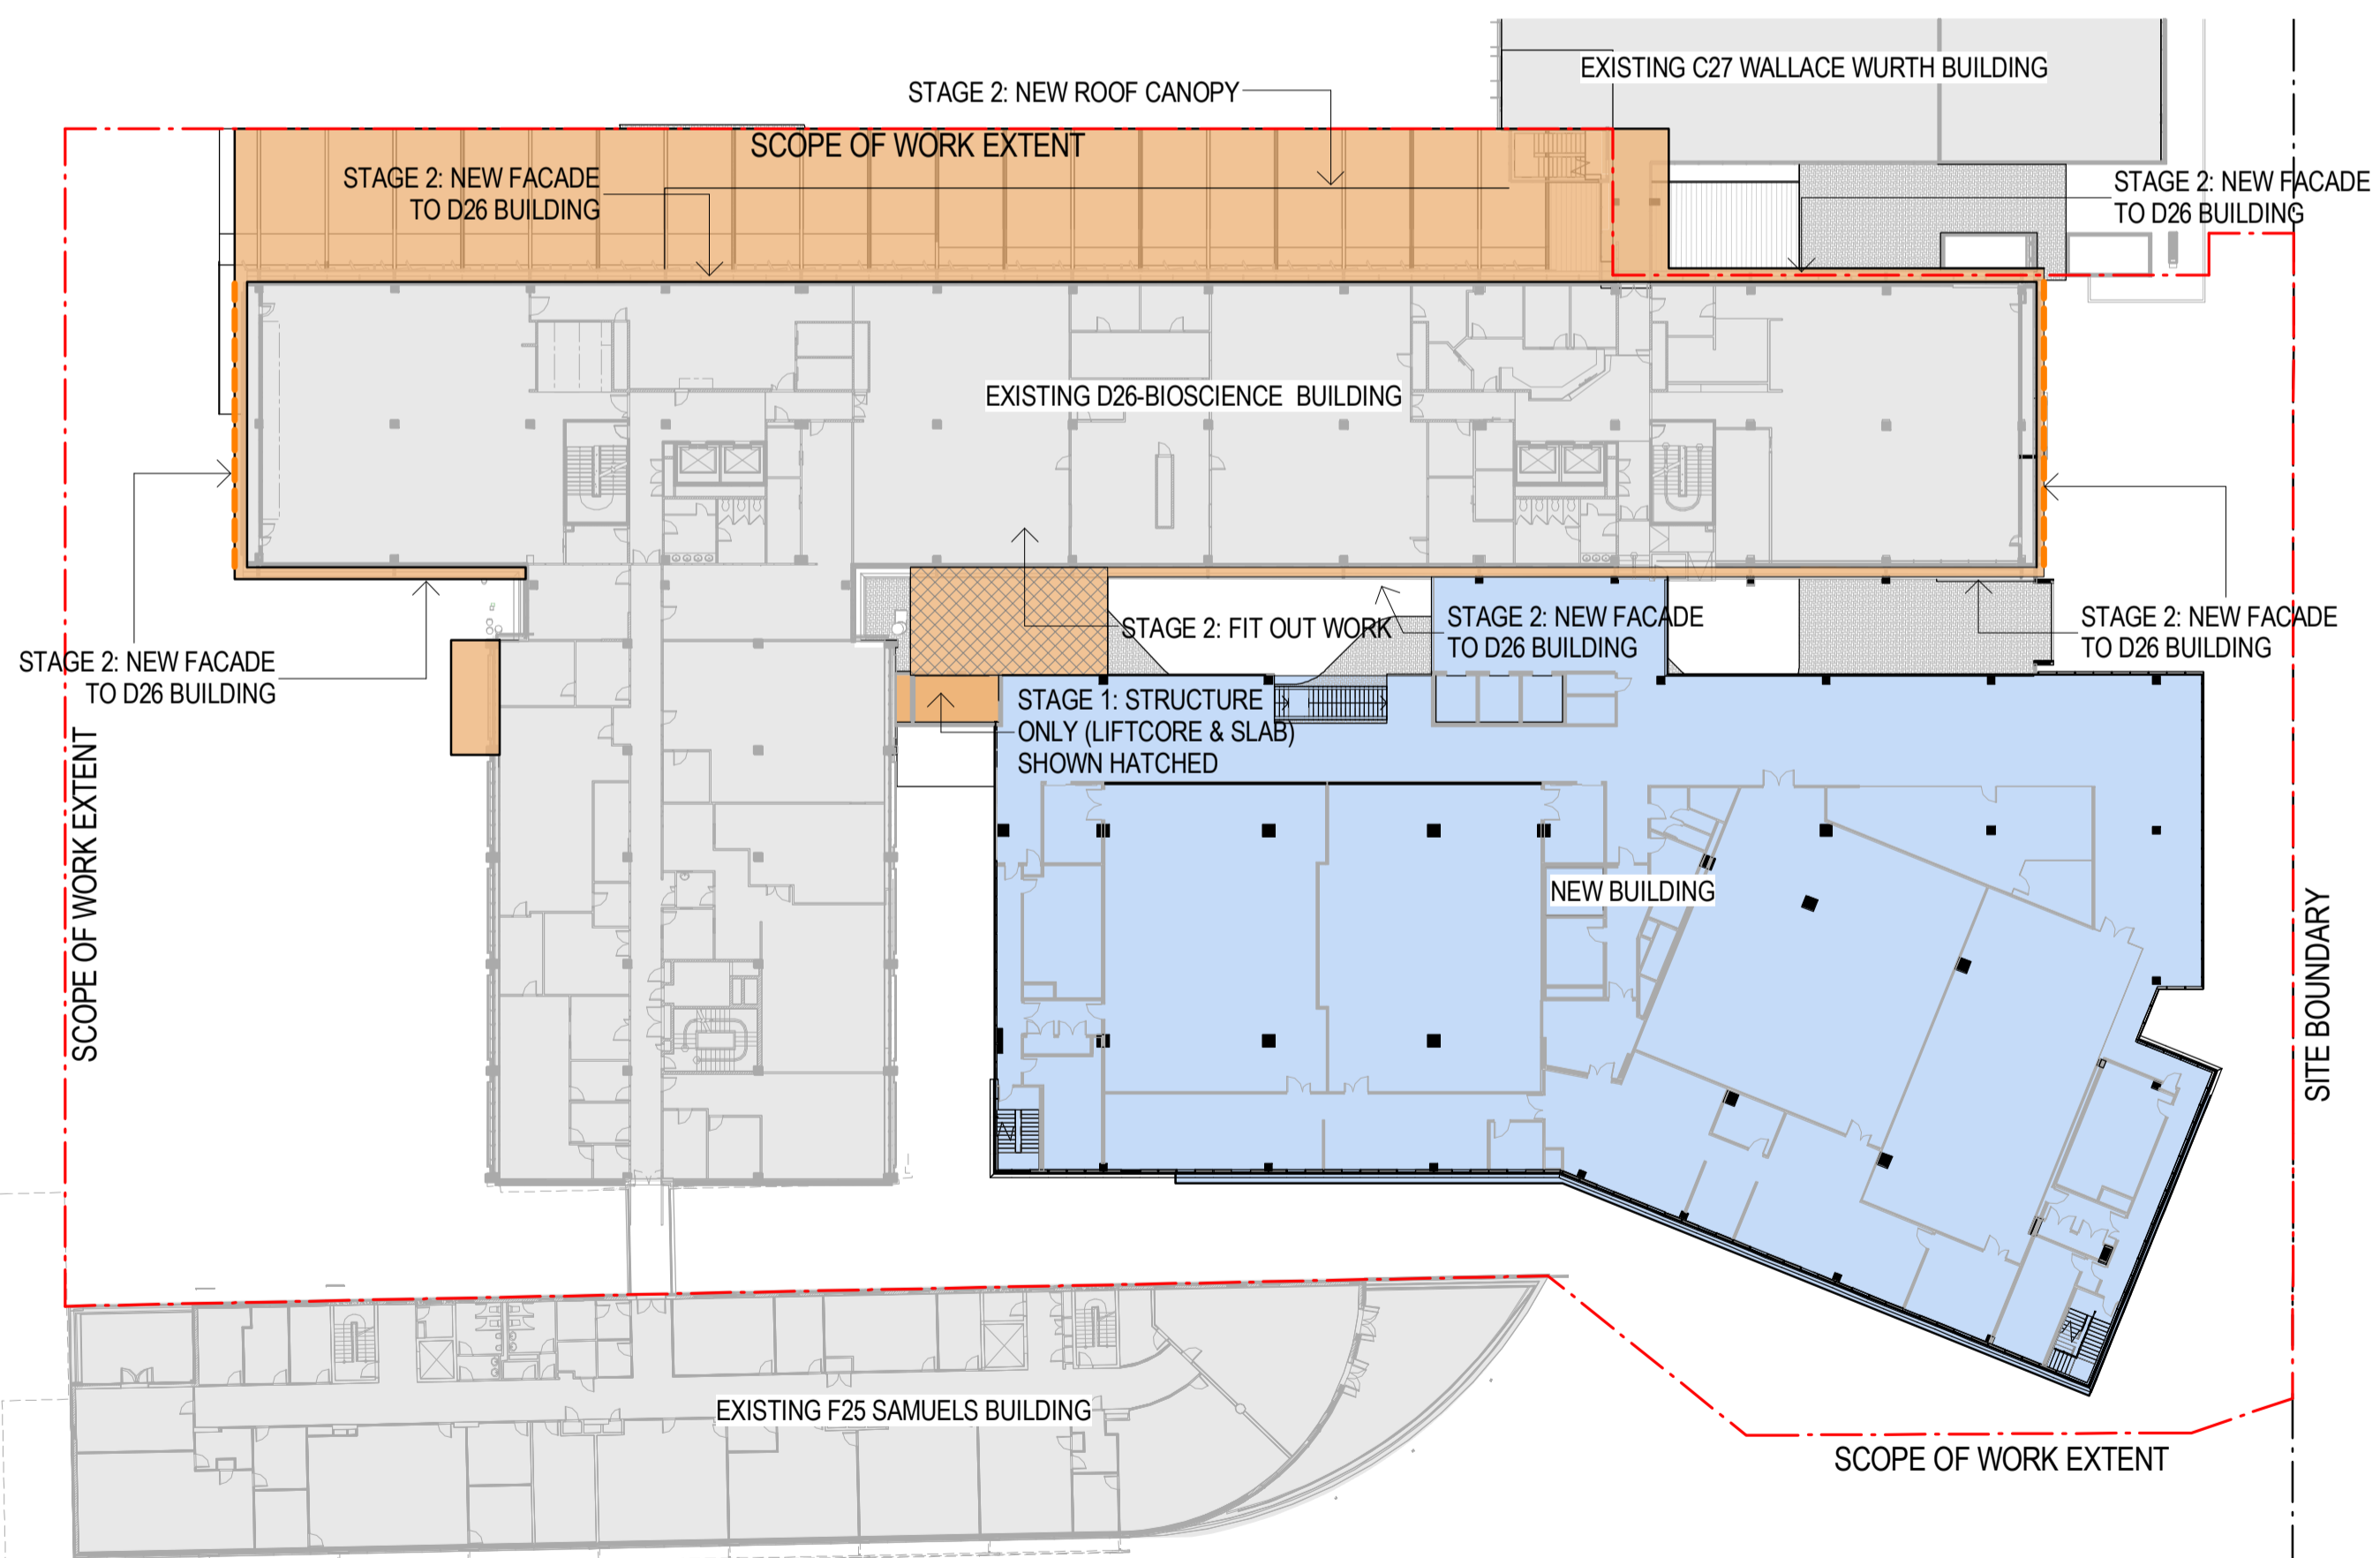 EXISTING C27 WALLACE WURTH BUILDING
STAGE 2: NEW ROOF CANOPY
SCOPE OF WORK EXTENT
STAGE 2: NEW FACADE
TO D26 BUILDING
STAGE 2: NEW FACADE
TO D26 BUILDING
EXISTING D26-BIOSCIENCE BUILDING
STAGE 2: FIT OUT WORK
STAGE 2: NEW FACADE
TO D26 BUILDING
STAGE 2: NEW FACADE
TO D26 BUILDING
STAGE 2: NEW FACADE
TO D26 BUILDING
STAGE 1: STRUCTURE
ONLY (LIFTCORE & SLAB)
SHOWN HATCHED
SCOPE OF WORK EXTENT
NEW BUILDING
SITE BOUNDARY
EXISTING F25 SAMUELS BUILDING
SCOPE OF WORK EXTENT